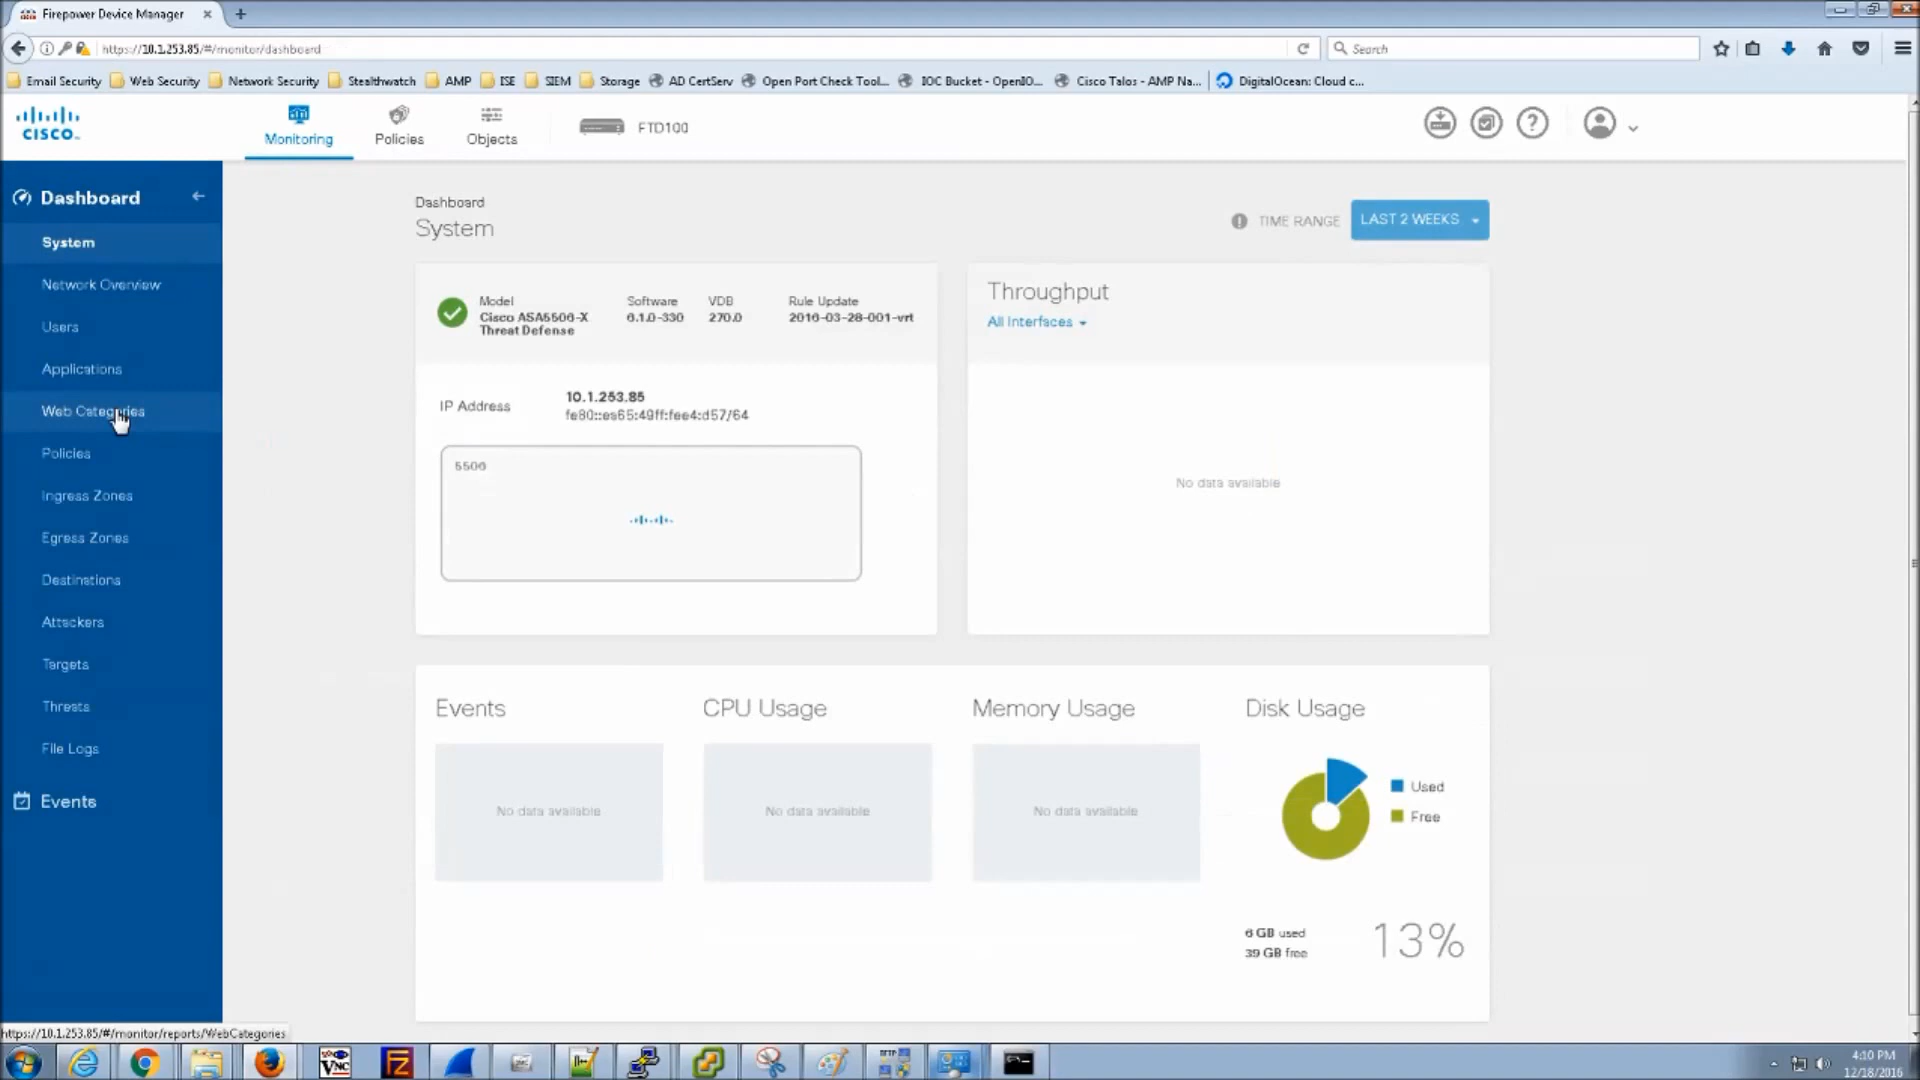 Firepower Device Manager
https://10.1.253.85/#/monitor/dashboard
Search
Email Security
Web Security
Network Security
Stealthwatch
AMP
ISE
SIEM
Storage
AD CertServ
Open Port Check Tool...
IOC Bucket - OpenIO...
Cisco Talos - AMP Na...
DigitalOcean: Cloud c...
CISCO
Monitoring
Policies
Objects
FTD100
Dashboard
System
Network Overview
Users
Applications
Web Categories
Policies
Ingress Zones
Egress Zones
Destinations
Attackers
Targets
Threats
File Logs
Events
Dashboard
System
TIME RANGE
LAST 2 WEEKS
Model
Cisco ASA5506-X
Threat Defense
Software
6.1.0-330
VDB
270.0
Rule Update
2016-03-28-001-vrt
IP Address
10.1.253.85
fe80::es65:49ff:fee4:d57/64
5506
Throughput
All Interfaces
No data available
Events
No data available
CPU Usage
No data available
Memory Usage
No data available
Disk Usage
Used
Free
6 GB used
39 GB free
13%
https://10.1.253.85/#/monitor/reports/WebCategories
4:10 PM
12/18/2016